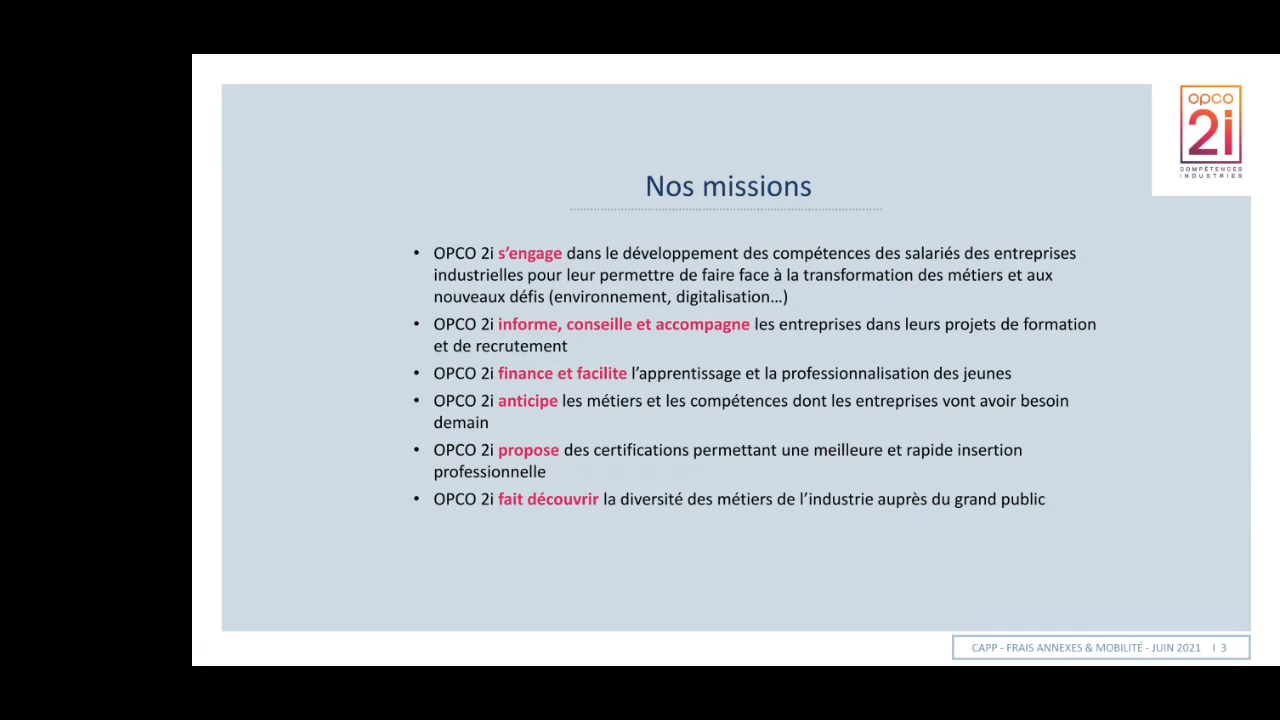 opco
2i
COMPÉTENCES
INDUSTRIES
Nos missions
• OPCO 2i s’engage dans le développement des compétences des salariés des entreprises
industrielles pour leur permettre de faire face à la transformation des métiers et aux
nouveaux défis (environnement, digitalisation…)
• OPCO 2i informe, conseille et accompagne les entreprises dans leurs projets de formation
et de recrutement
• OPCO 2i finance et facilite l’apprentissage et la professionnalisation des jeunes
• OPCO 2i anticipe les métiers et les compétences dont les entreprises vont avoir besoin
demain
• OPCO 2i propose des certifications permettant une meilleure et rapide insertion
professionnelle
• OPCO 2i fait découvrir la diversité des métiers de l’industrie auprès du grand public
CAPP - FRAIS ANNEXES & MOBILITÉ - JUIN 2021 I 3